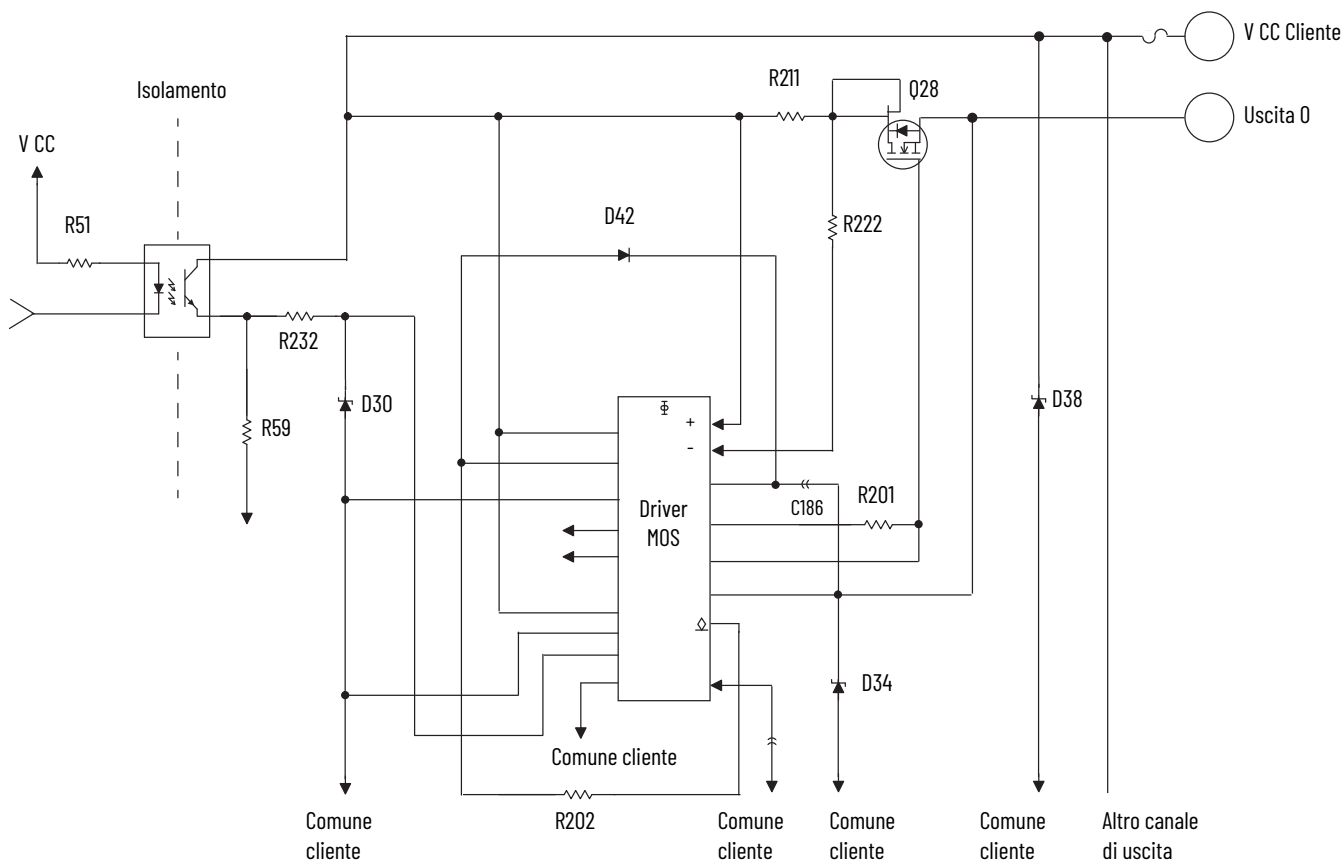 V CC Cliente
R211
Q28
Isolamento
Uscita 0
V CC
R51
D42
R222
R232
D30
D38
R59
+
-
R201
C186
Driver
MOS
D34
Comune cliente
R202
Comune
cliente
Comune
cliente
Comune
cliente
Comune
cliente
Altro canale
di uscita